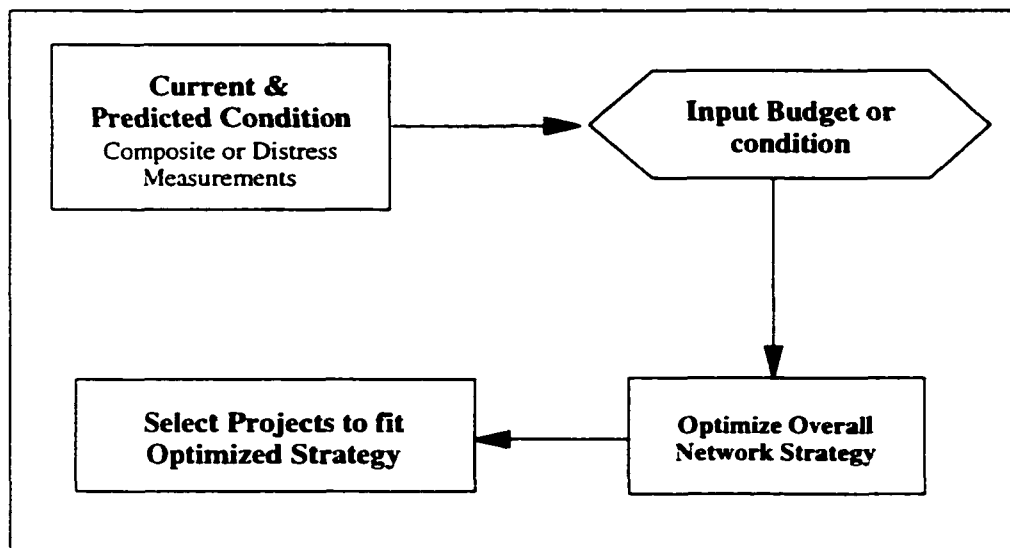 Current &
Predicted Condition
Composite or Distress
Measurements
Input Budget or
condition
Optimize Overall
Network Strategy
Select Projects to fit
Optimized Strategy